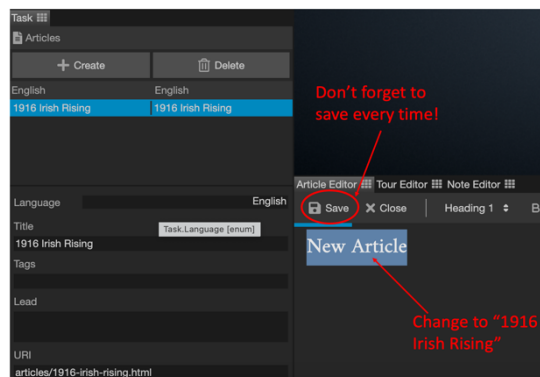 Task
Articles
Create
Delete
English English
1916 Irish Rising 1916 Irish Rising
Don't forget to
save every time!
Language English
Task.Language [enum]
Title
1916 Irish Rising
Tags
Lead
URI
articles/1916-irish-rising.html
Article Editor Tour Editor Note Editor
Save Close Heading 1 B
New Article
Change to “1916
Irish Rising”